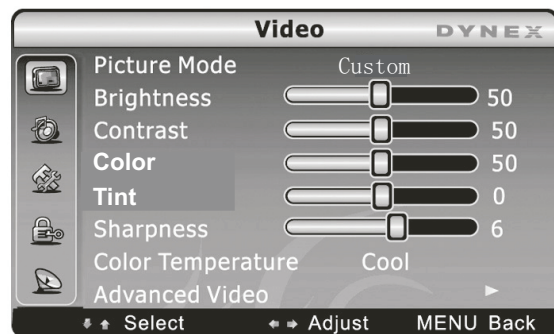 Video DYNEX
Picture Mode Custom
Brightness 50
Contrast 50
Color 50
Tint 0
Sharpness 6
Color Temperature Cool
Advanced Video
Select Adjust MENU Back